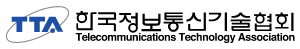 TTA 한국정보통신기술협회
Telecommunications Technology Association